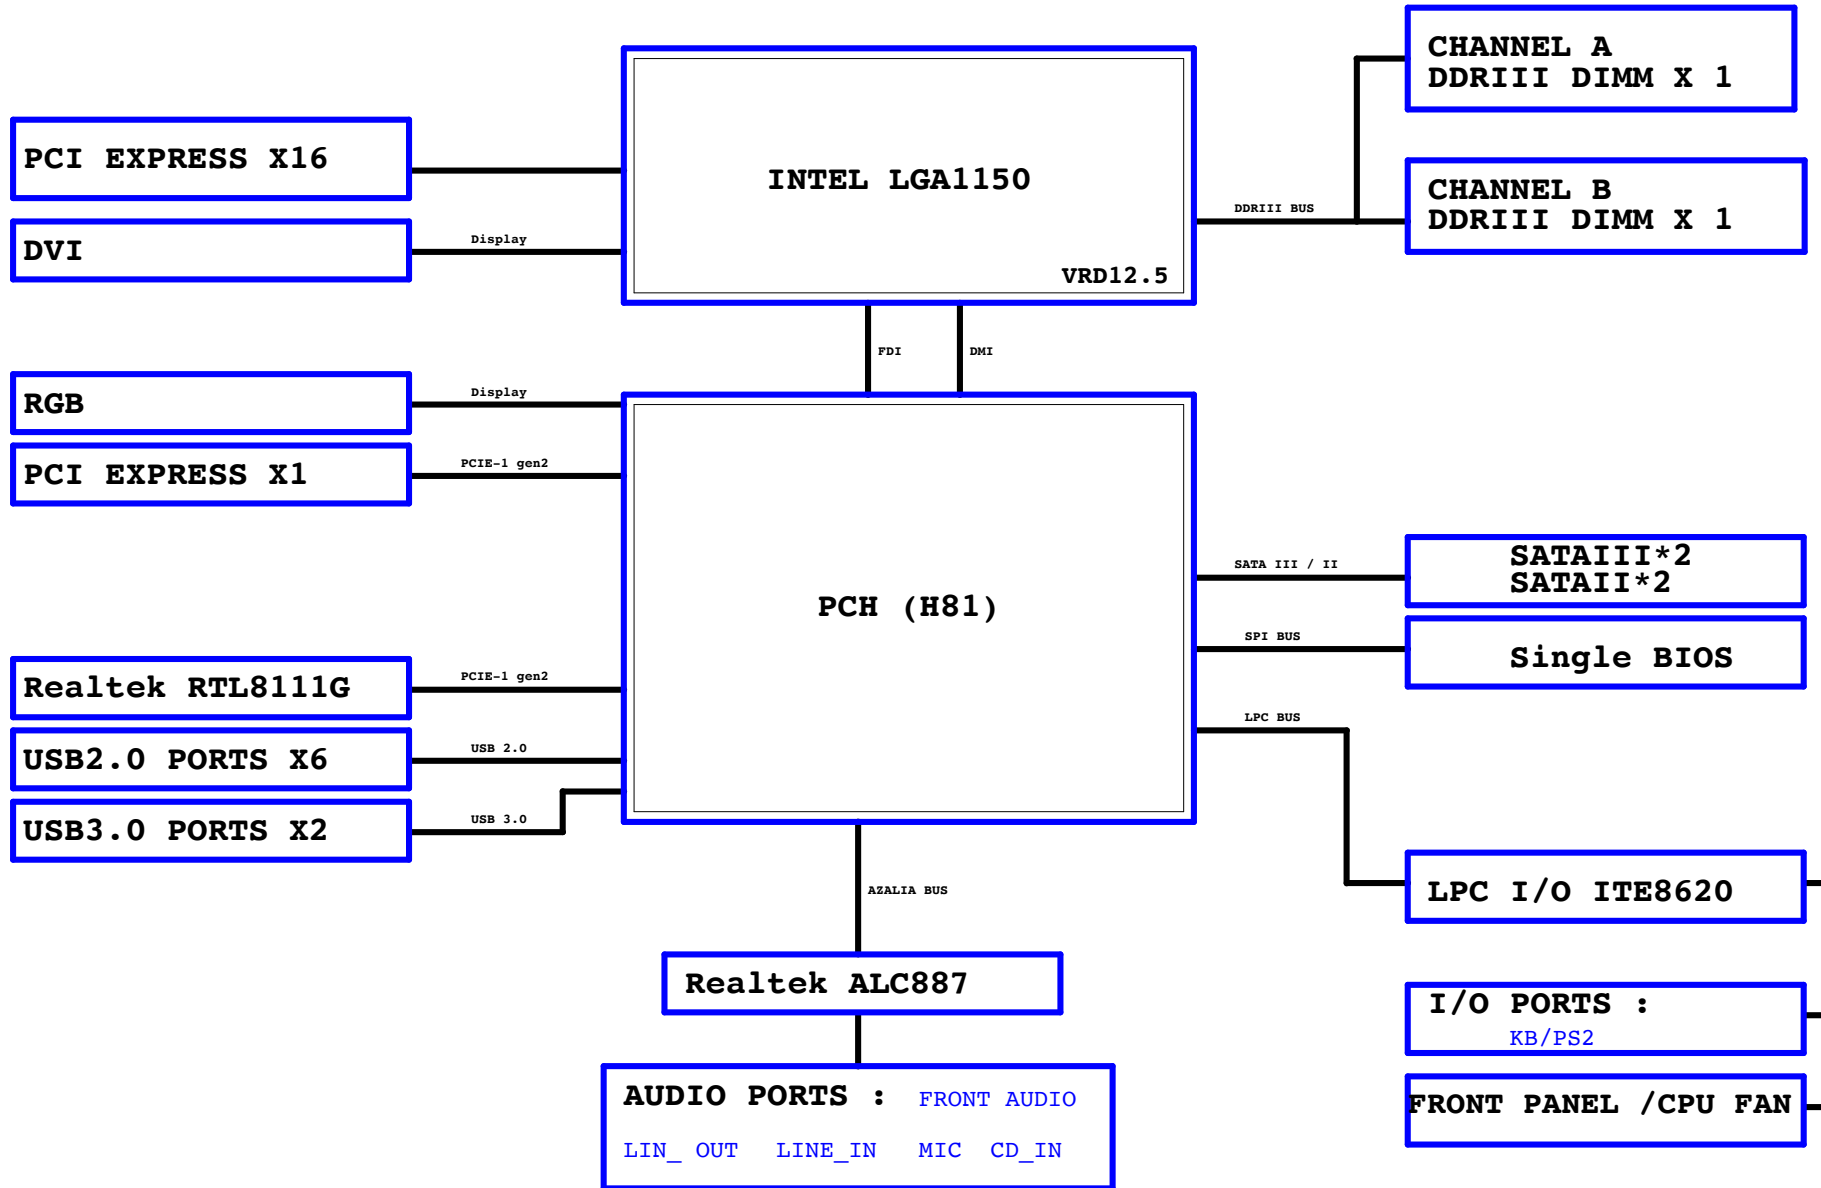 CHANNEL A
DDRIII DIMM X 1
PCI EXPRESS X16
INTEL LGA1150
CHANNEL B
DDRIII DIMM X 1
DDRIII BUS
DVI
Display
VRD12.5
FDI
DMI
RGB
Display
PCI EXPRESS X1
PCIE-1 gen2
SATA III / II
SATAIII*2
SATAII*2
PCH (H81)
SPI BUS
Single BIOS
Realtek RTL8111G
PCIE-1 gen2
LPC BUS
USB2.0 PORTS X6
USB 2.0
USB3.0 PORTS X2
USB 3.0
AZALIA BUS
LPC I/O ITE8620
Realtek ALC887
I/O PORTS :
KB/PS2
AUDIO PORTS : FRONT AUDIO
LIN_ OUT LINE_IN MIC CD_IN
FRONT PANEL /CPU FAN